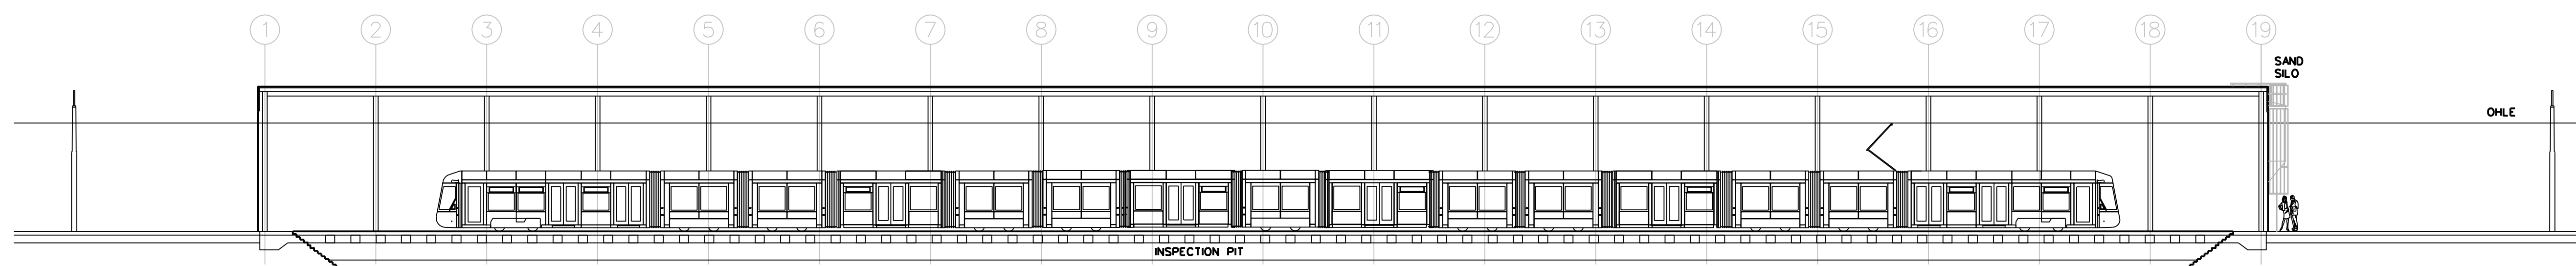 1 2 3 4 5 6 7 8 9 10 11 12 13 14 15 16 17 18 19
SAND
SILO
OHLE
INSPECTION PIT